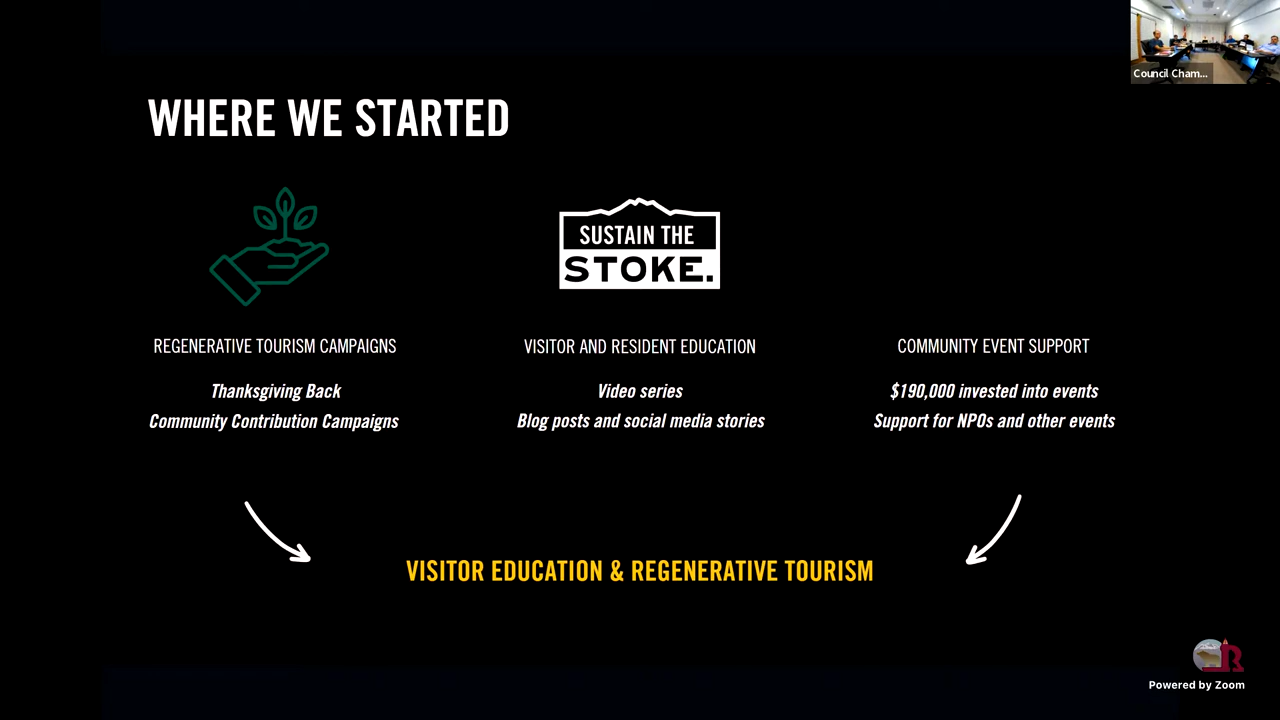 Council Cham...
WHERE WE STARTED
SUSTAIN THE
STOKE.
REGENERATIVE TOURISM CAMPAIGNS
Thanksgiving Back
Community Contribution Campaigns
VISITOR AND RESIDENT EDUCATION
Video series
Blog posts and social media stories
COMMUNITY EVENT SUPPORT
$190,000 invested into events
Support for NPOs and other events
VISITOR EDUCATION & REGENERATIVE TOURISM
R
Powered by Zoom